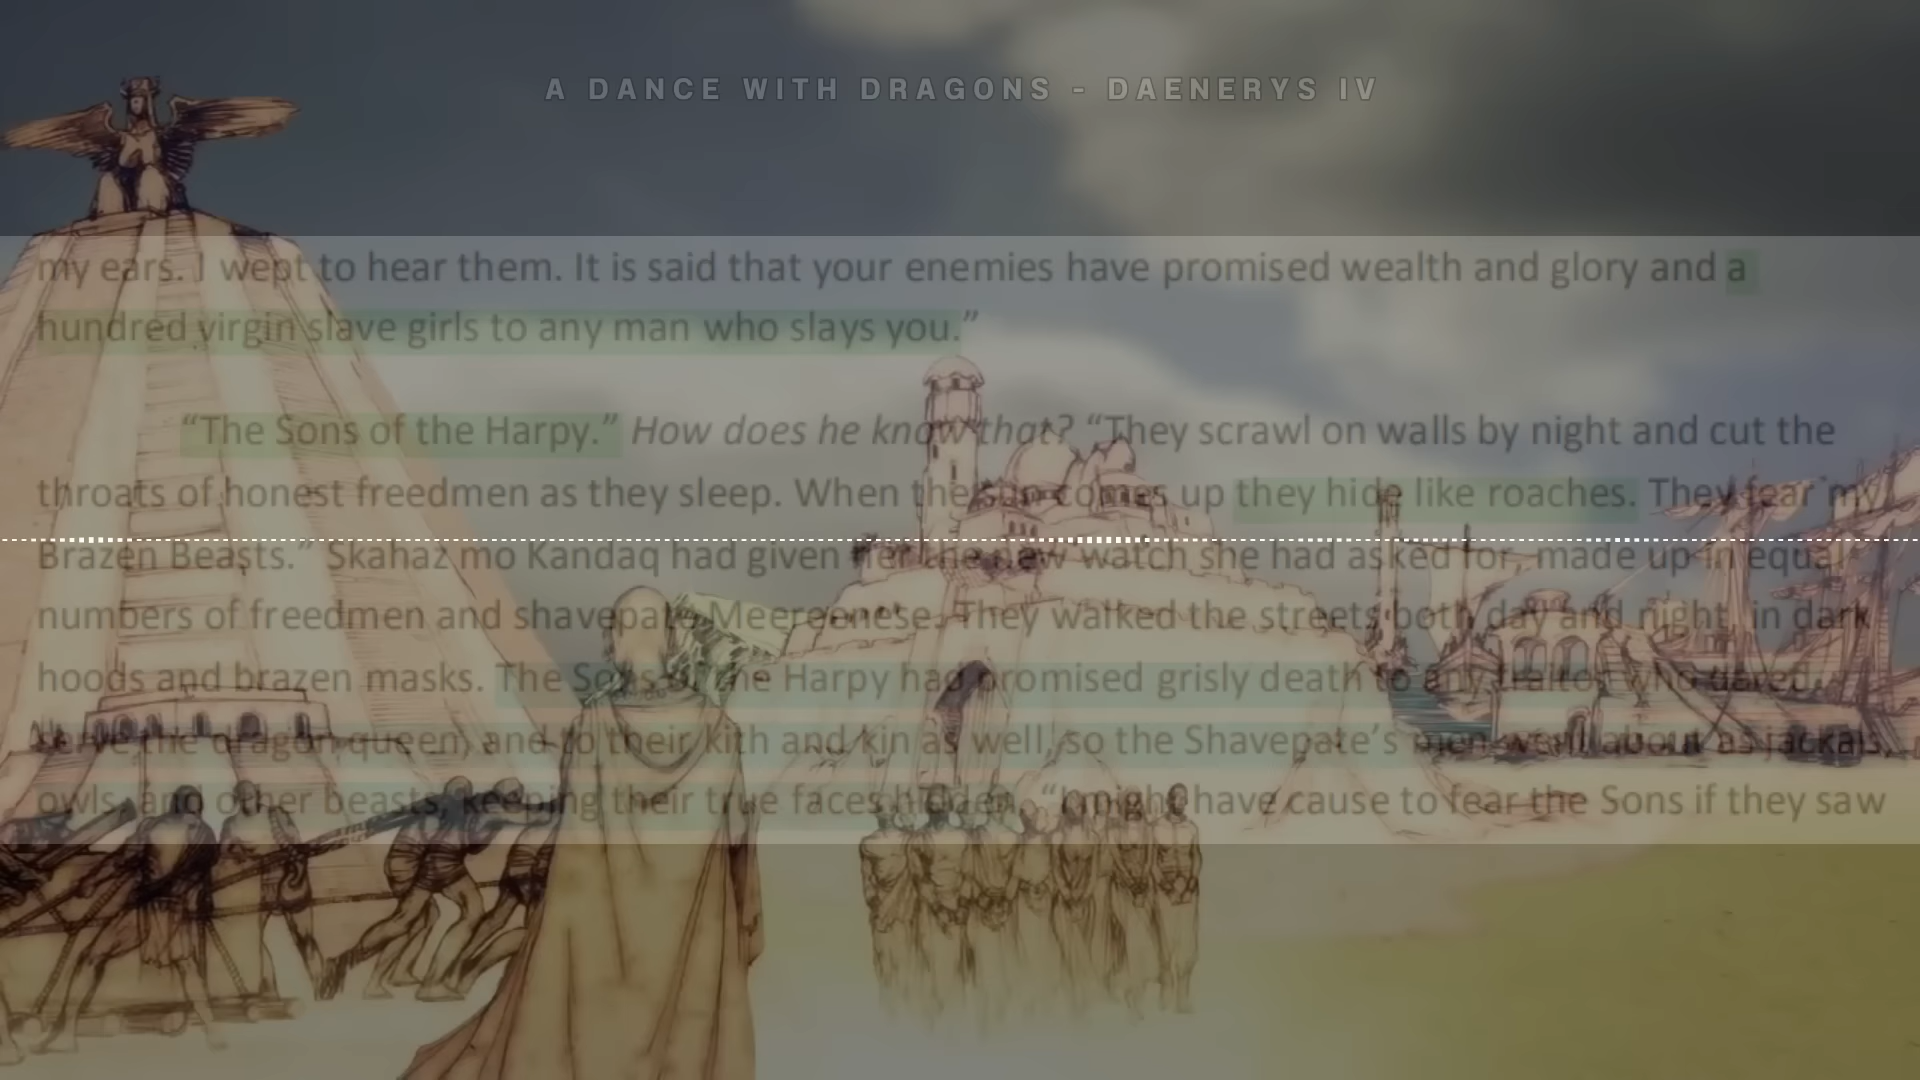 A DANCE WITH DRAGONS - DAENERYS IV
my ears. I wept to hear them. It is said that your enemies have promised wealth and glory and a
hundred virgin slave girls to any man who slays you.”
“The Sons of the Harpy.” How does he know that? “They scrawl on walls by night and cut the
throats of honest freedmen as they sleep. When the sun comes up they hide like roaches. They fear my
Brazen Beasts.” Skahaz mo Kandaq had given her the new watch she had asked for, made up in equal
numbers of freedmen and shavepate Meereenese. They walked the streets both day and night, in dark
hoods and brazen masks. The Sons of the Harpy had promised grisly death to any traitor who dared
serve the dragon queen, and to their kith and kin as well, so the Shavepate’s men went about as jackals,
owls, and other beasts, keeping their true faces hidden. “I might have cause to fear the Sons if they saw